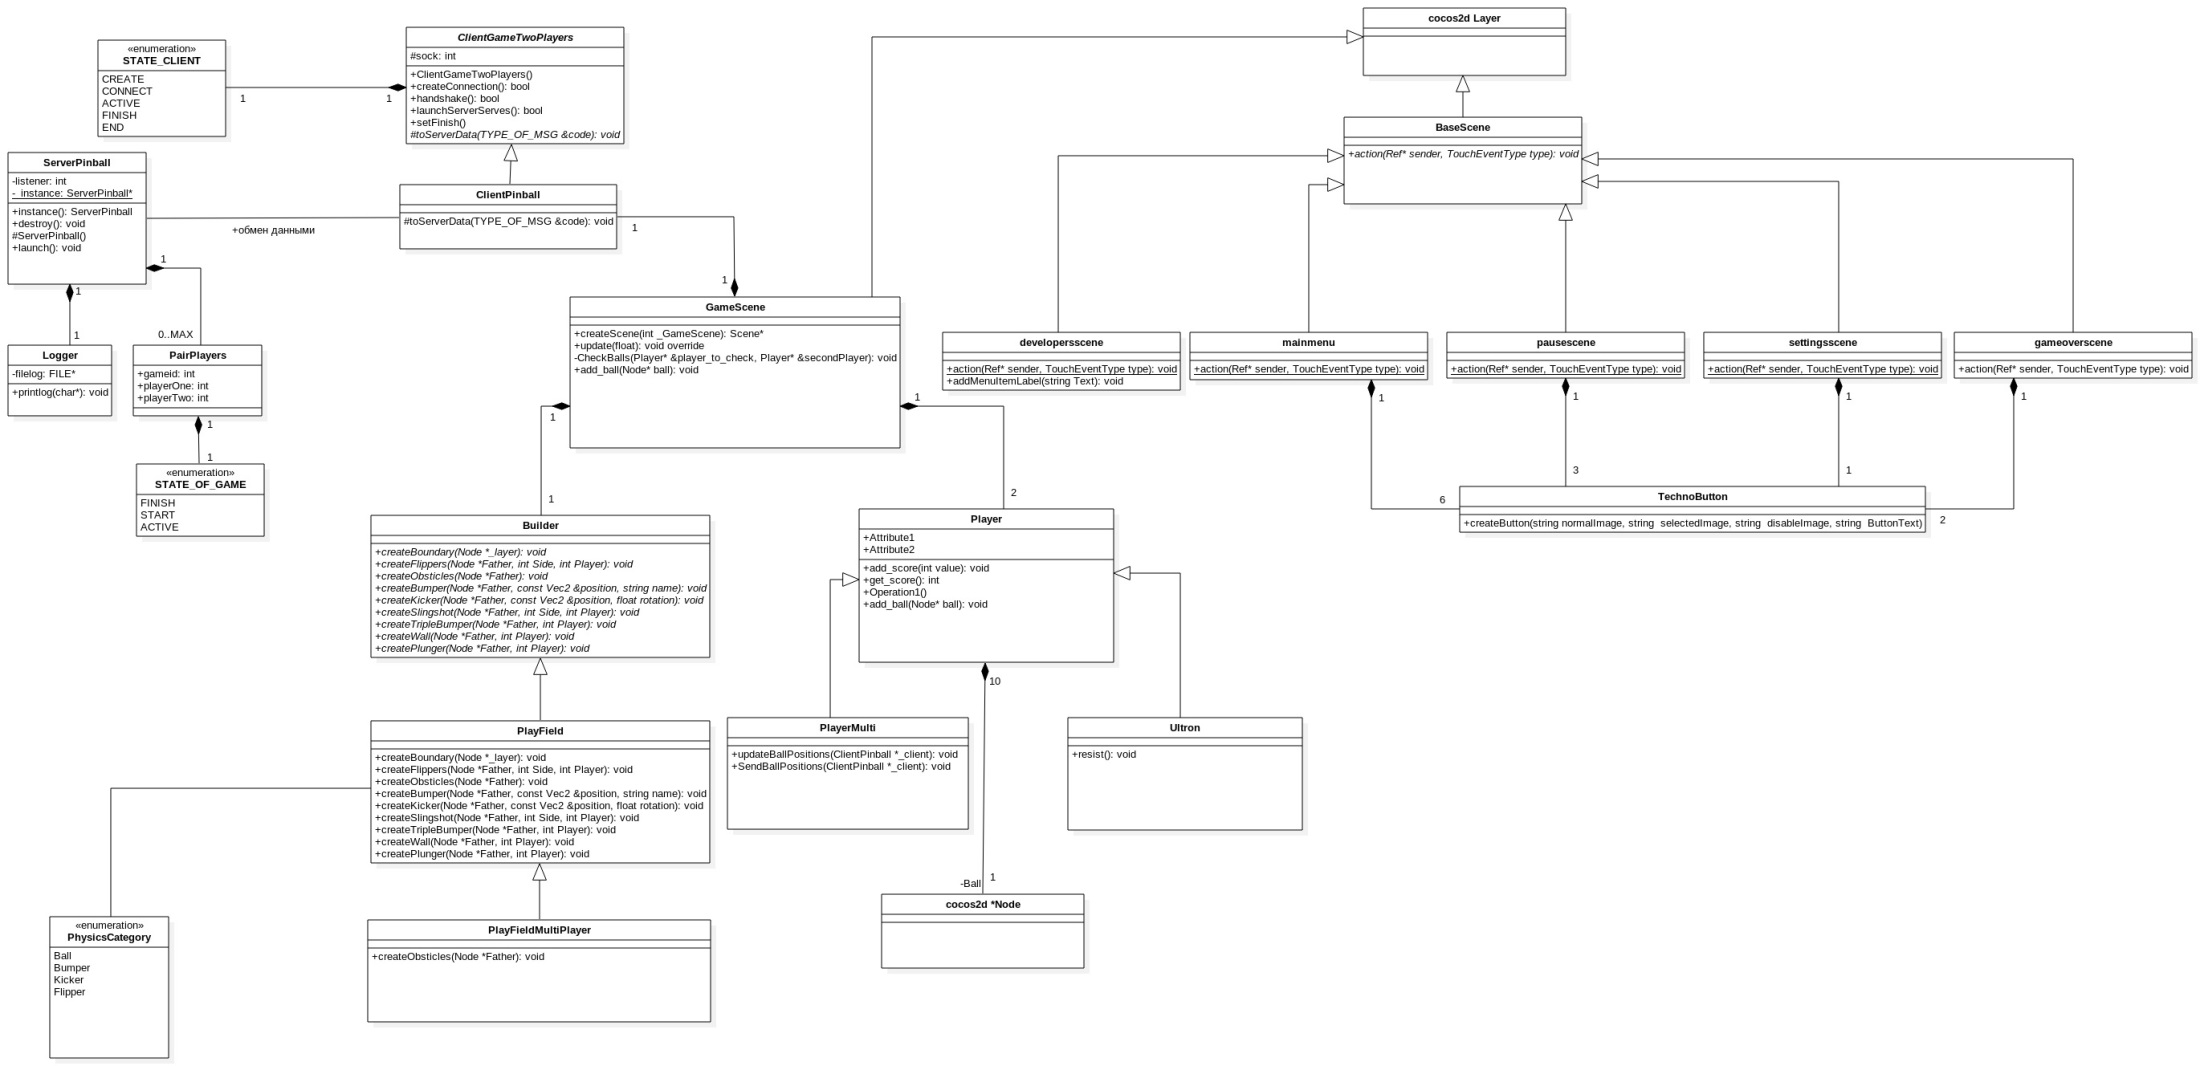 «enumeration»
STATE_CLIENT
CREATE
CONNECT
ACTIVE
FINISH
END
1
1
ClientGameTwoPlayers
#sock: int
+ClientGameTwoPlayers()
+createConnection(): bool
+handshake(): bool
+launchServerServes(): bool
+setFinish()
#toServerData(TYPE_OF_MSG &code): void
cocos2d Layer
BaseScene
+action(Ref* sender, TouchEventType type): void
ServerPinball
-listener: int
-_instance: ServerPinball*
+instance(): ServerPinball
+destroy(): void
#ServerPinball()
+launch(): void
+обмен данными
ClientPinball
#toServerData(TYPE_OF_MSG &code): void
1
1
1
1
1
0..MAX
Logger
-filelog: FILE*
+printlog(char*): void
PairPlayers
+gameid: int
+playerOne: int
+playerTwo: int
1
1
«enumeration»
STATE_OF_GAME
FINISH
START
ACTIVE
GameScene
+createScene(int _GameScene): Scene*
+update(float): void override
-CheckBalls(Player* &player_to_check, Player* &secondPlayer): void
+add_ball(Node* ball): void
1
1
1
2
developersscene
+action(Ref* sender, TouchEventType type): void
+addMenuItemLabel(string Text): void
mainmenu
+action(Ref* sender, TouchEventType type): void
pausescene
+action(Ref* sender, TouchEventType type): void
settingsscene
+action(Ref* sender, TouchEventType type): void
gameoverscene
+action(Ref* sender, TouchEventType type): void
1
1
1
1
6
3
1
2
TechnoButton
+createButton(string normalImage, string  selectedImage, string  disableImage, string  ButtonText)
Builder
+createBoundary(Node *_layer): void
+createFlippers(Node *Father, int Side, int Player): void
+createObsticles(Node *Father): void
+createBumper(Node *Father, const Vec2 &position, string name): void
+createKicker(Node *Father, const Vec2 &position, float rotation): void
+createSlingshot(Node *Father, int Side, int Player): void
+createTripleBumper(Node *Father, int Player): void
+createWall(Node *Father, int Player): void
+createPlunger(Node *Father, int Player): void
Player
+Attribute1
+Attribute2
+add_score(int value): void
+get_score(): int
+Operation1()
+add_ball(Node* ball): void
10
1
-Ball
PlayField
+createBoundary(Node *_layer): void
+createFlippers(Node *Father, int Side, int Player): void
+createObsticles(Node *Father): void
+createBumper(Node *Father, const Vec2 &position, string name): void
+createKicker(Node *Father, const Vec2 &position, float rotation): void
+createSlingshot(Node *Father, int Side, int Player): void
+createTripleBumper(Node *Father, int Player): void
+createWall(Node *Father, int Player): void
+createPlunger(Node *Father, int Player): void
PlayerMulti
+updateBallPositions(ClientPinball *_client): void
+SendBallPositions(ClientPinball *_client): void
Ultron
+resist(): void
cocos2d *Node
«enumeration»
PhysicsCategory
Ball
Bumper
Kicker
Flipper
PlayFieldMultiPlayer
+createObsticles(Node *Father): void